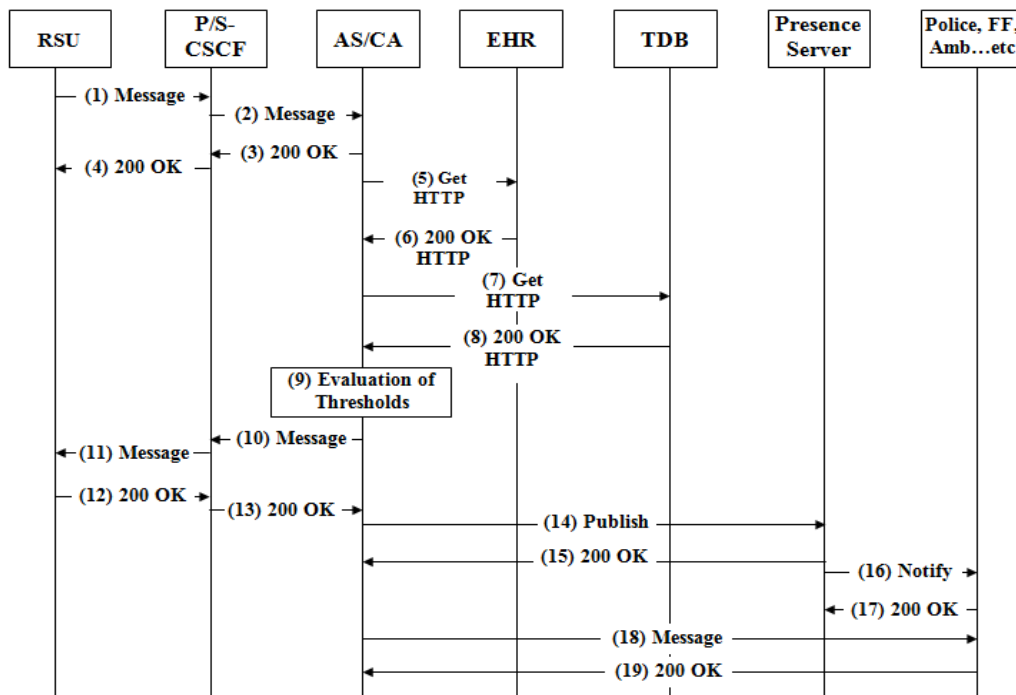 RSU
P/S-
CSCF
AS/CA
EHR
TDB
Presence
Server
Police, FF,
Amb...etc
(1) Message
(2) Message
(3) 200 OK
(4) 200 OK
(5) Get
HTTP
(6) 200 OK
HTTP
(7) Get
HTTP
(8) 200 OK
HTTP
(9) Evaluation of
Thresholds
(10) Message
(11) Message
(12) 200 OK
(13) 200 OK
(14) Publish
(15) 200 OK
(16) Notify
(17) 200 OK
(18) Message
(19) 200 OK